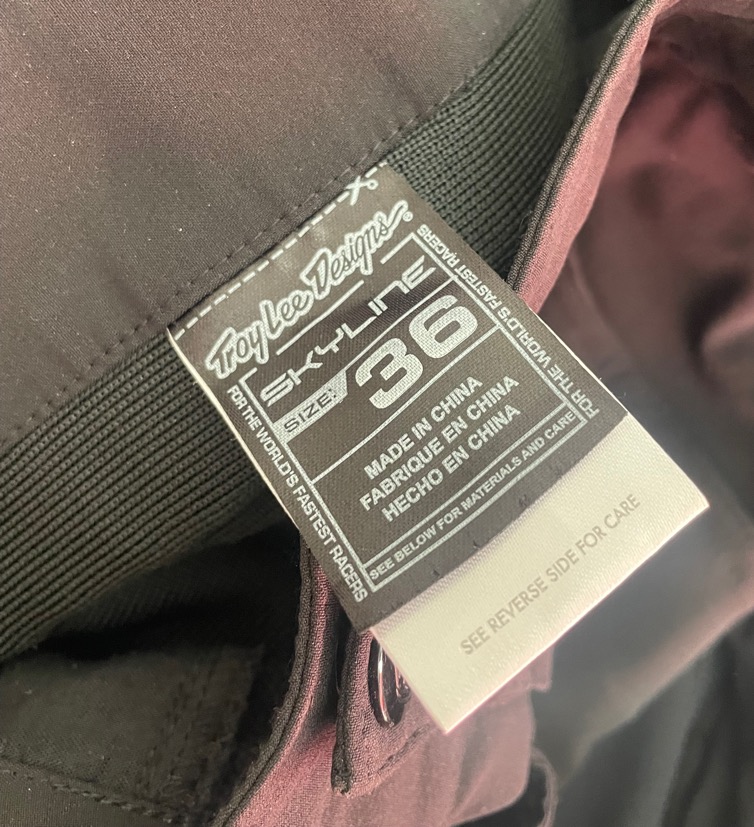 Troy Lee Designs®
SKYLINE
SIZE: 36
MADE IN CHINA
FABRIQUE EN CHINA
HECHO EN CHINA
SEE BELOW FOR MATERIALS AND CARE
FOR THE WORLD'S FASTEST RACERS
FOR THE WORLD'S FASTEST RACERS
SEE REVERSE SIDE FOR CARE